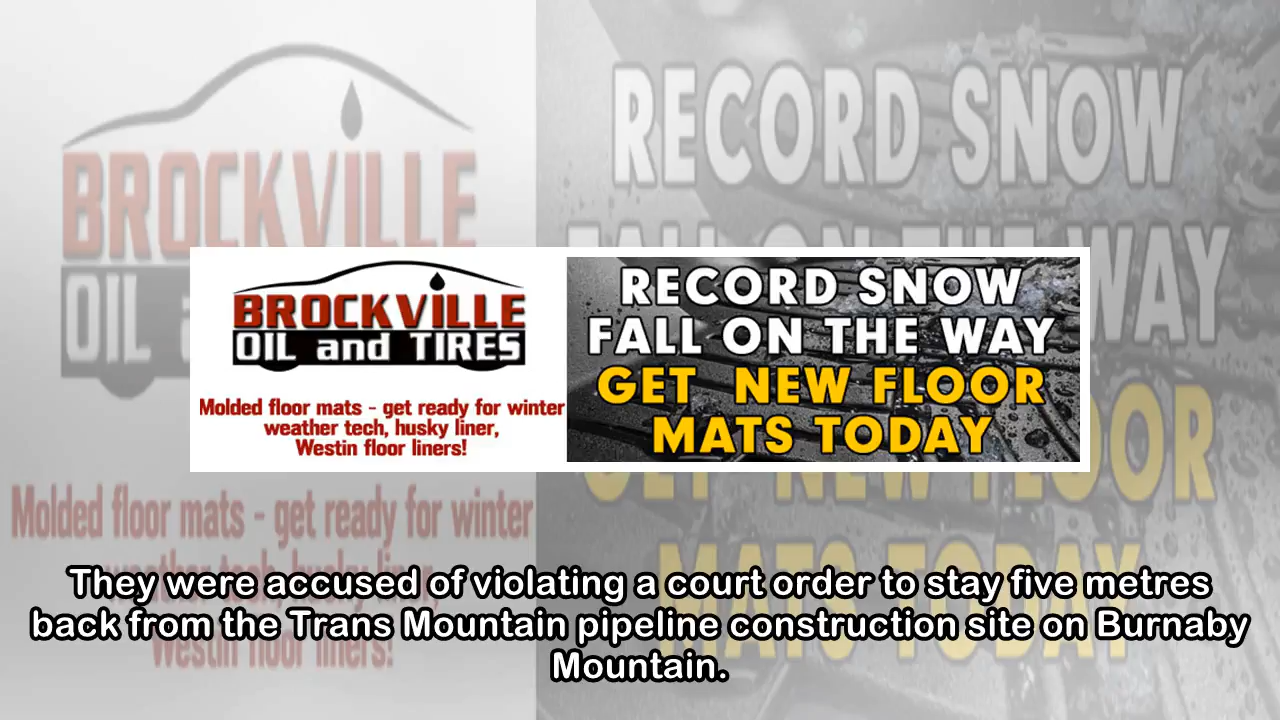 BROCKVILLE
OIL and TIRES
Molded floor mats - get ready for winter
weather tech, husky liner,
Westin floor liners!
RECORD SNOW
FALL ON THE WAY
GET NEW FLOOR
MATS TODAY
They were accused of violating a court order to stay five metres
back from the Trans Mountain pipeline construction site on Burnaby
Mountain.